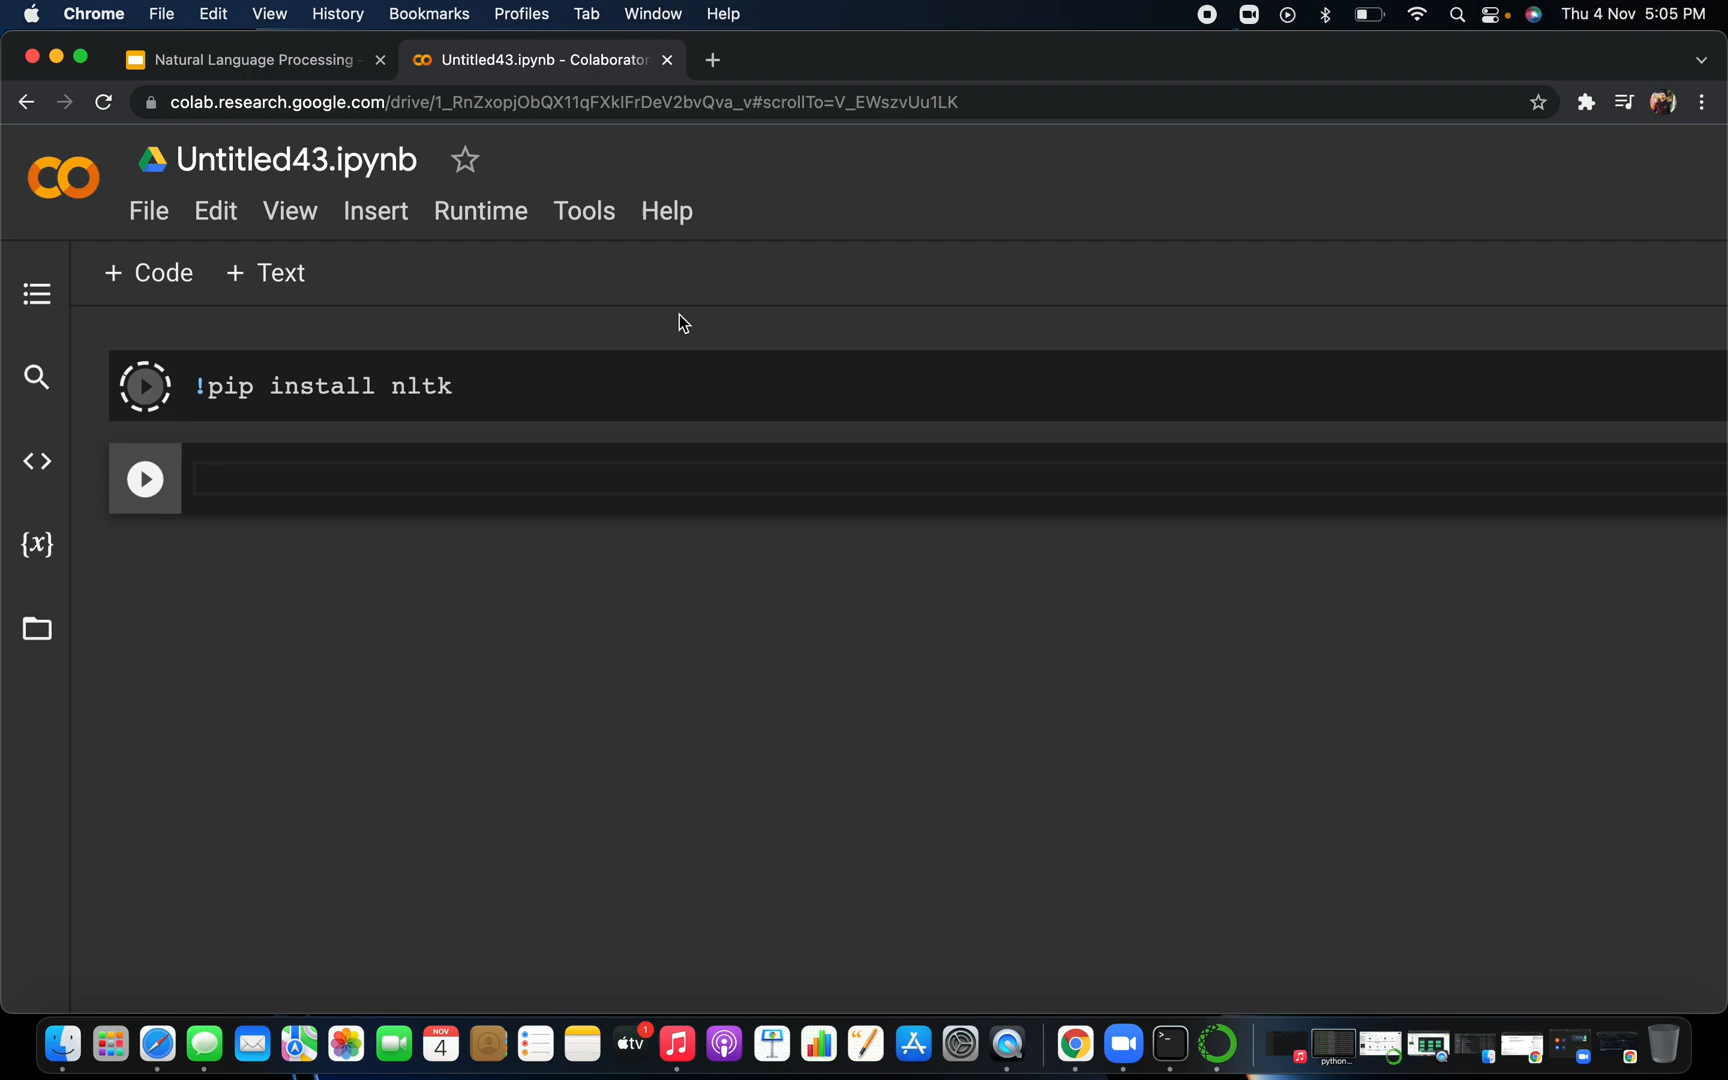 Chrome File Edit View History Bookmarks Profiles Tab Window Help Thu 4 Nov 5:05 PM
Natural Language Processing Untitled43.ipynb - Colaborator
colab.research.google.com/drive/1_RnZxopjObQX11qFXkIFrDeV2bvQva_v#scrollTo=V_EWszvUu1LK
CO Untitled43.ipynb
File Edit View Insert Runtime Tools Help
+ Code + Text
!pip install nltk
{x}
NOV
4
tv
1
python...